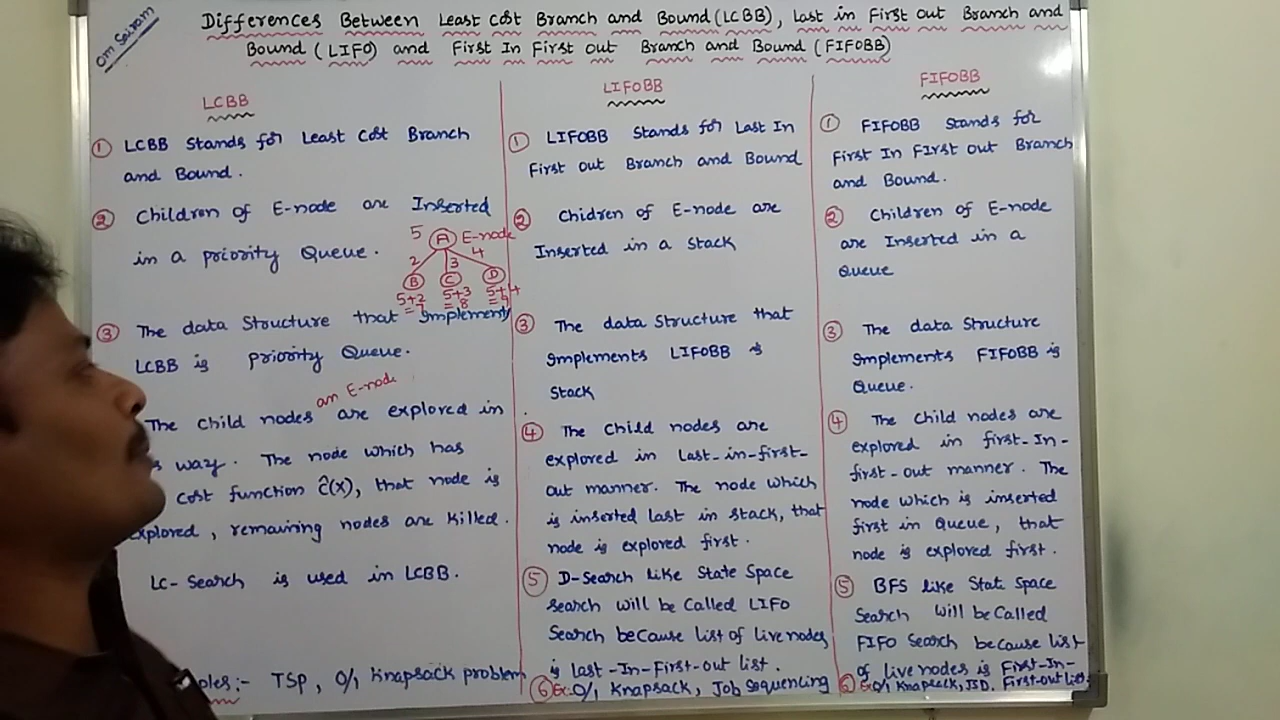 Om Sairam
Differences Between Least Cost Branch and Bound (LCBB), Last in First Out Branch and
Bound (LIFO) and First In First out Branch and Bound (FIFOBB)
LCBB
① LCBB Stands for Least Cost Branch
and Bound.
② Children of E-node are Inserted
in a priority Queue.
5 A E-node
2 3 4
B C D
5+2 5+3 5+4
=7 =8 =9
③ The data Structure that Implements
LCBB is priority Queue.
an E-node
The child nodes are explored in
way. The node which has
cost function ĉ(x), that node is
explored, remaining nodes are killed.
LC-Search is used in LCBB.
TSP, 0/1 Knapsack problem
LIFOBB
① LIFOBB Stands for Last In
First out Branch and Bound
② Chidren of E-node are
Inserted in a Stack
③ The data Structure that
Implements LIFOBB is
Stack
④ The Child nodes are
explored in last-in-first-
out manner. The node which
is inserted last in stack, that
node is explored first.
⑤ D-Search like State Space
Search will be Called LIFO
Search because list of live nodes
is last-In-First-out list.
⑥ Ex:- 0/1 Knapsack, Job Sequencing
FIFOBB
① FIFOBB Stands for
First In First out Branch
and Bound.
② Children of E-node
are Inserted in a
Queue
③ The data Structure
Implements FIFOBB is
Queue.
④ The child nodes are
explored in first-In-
first-out manner. The
node which is inserted
first in Queue, that
node is explored first.
⑤ BFS like State Space
Search will be Called
FIFO Search because list
of live nodes is First-In-
First-out list.
⑥ Ex:- 0/1 Knapsack, JSD.